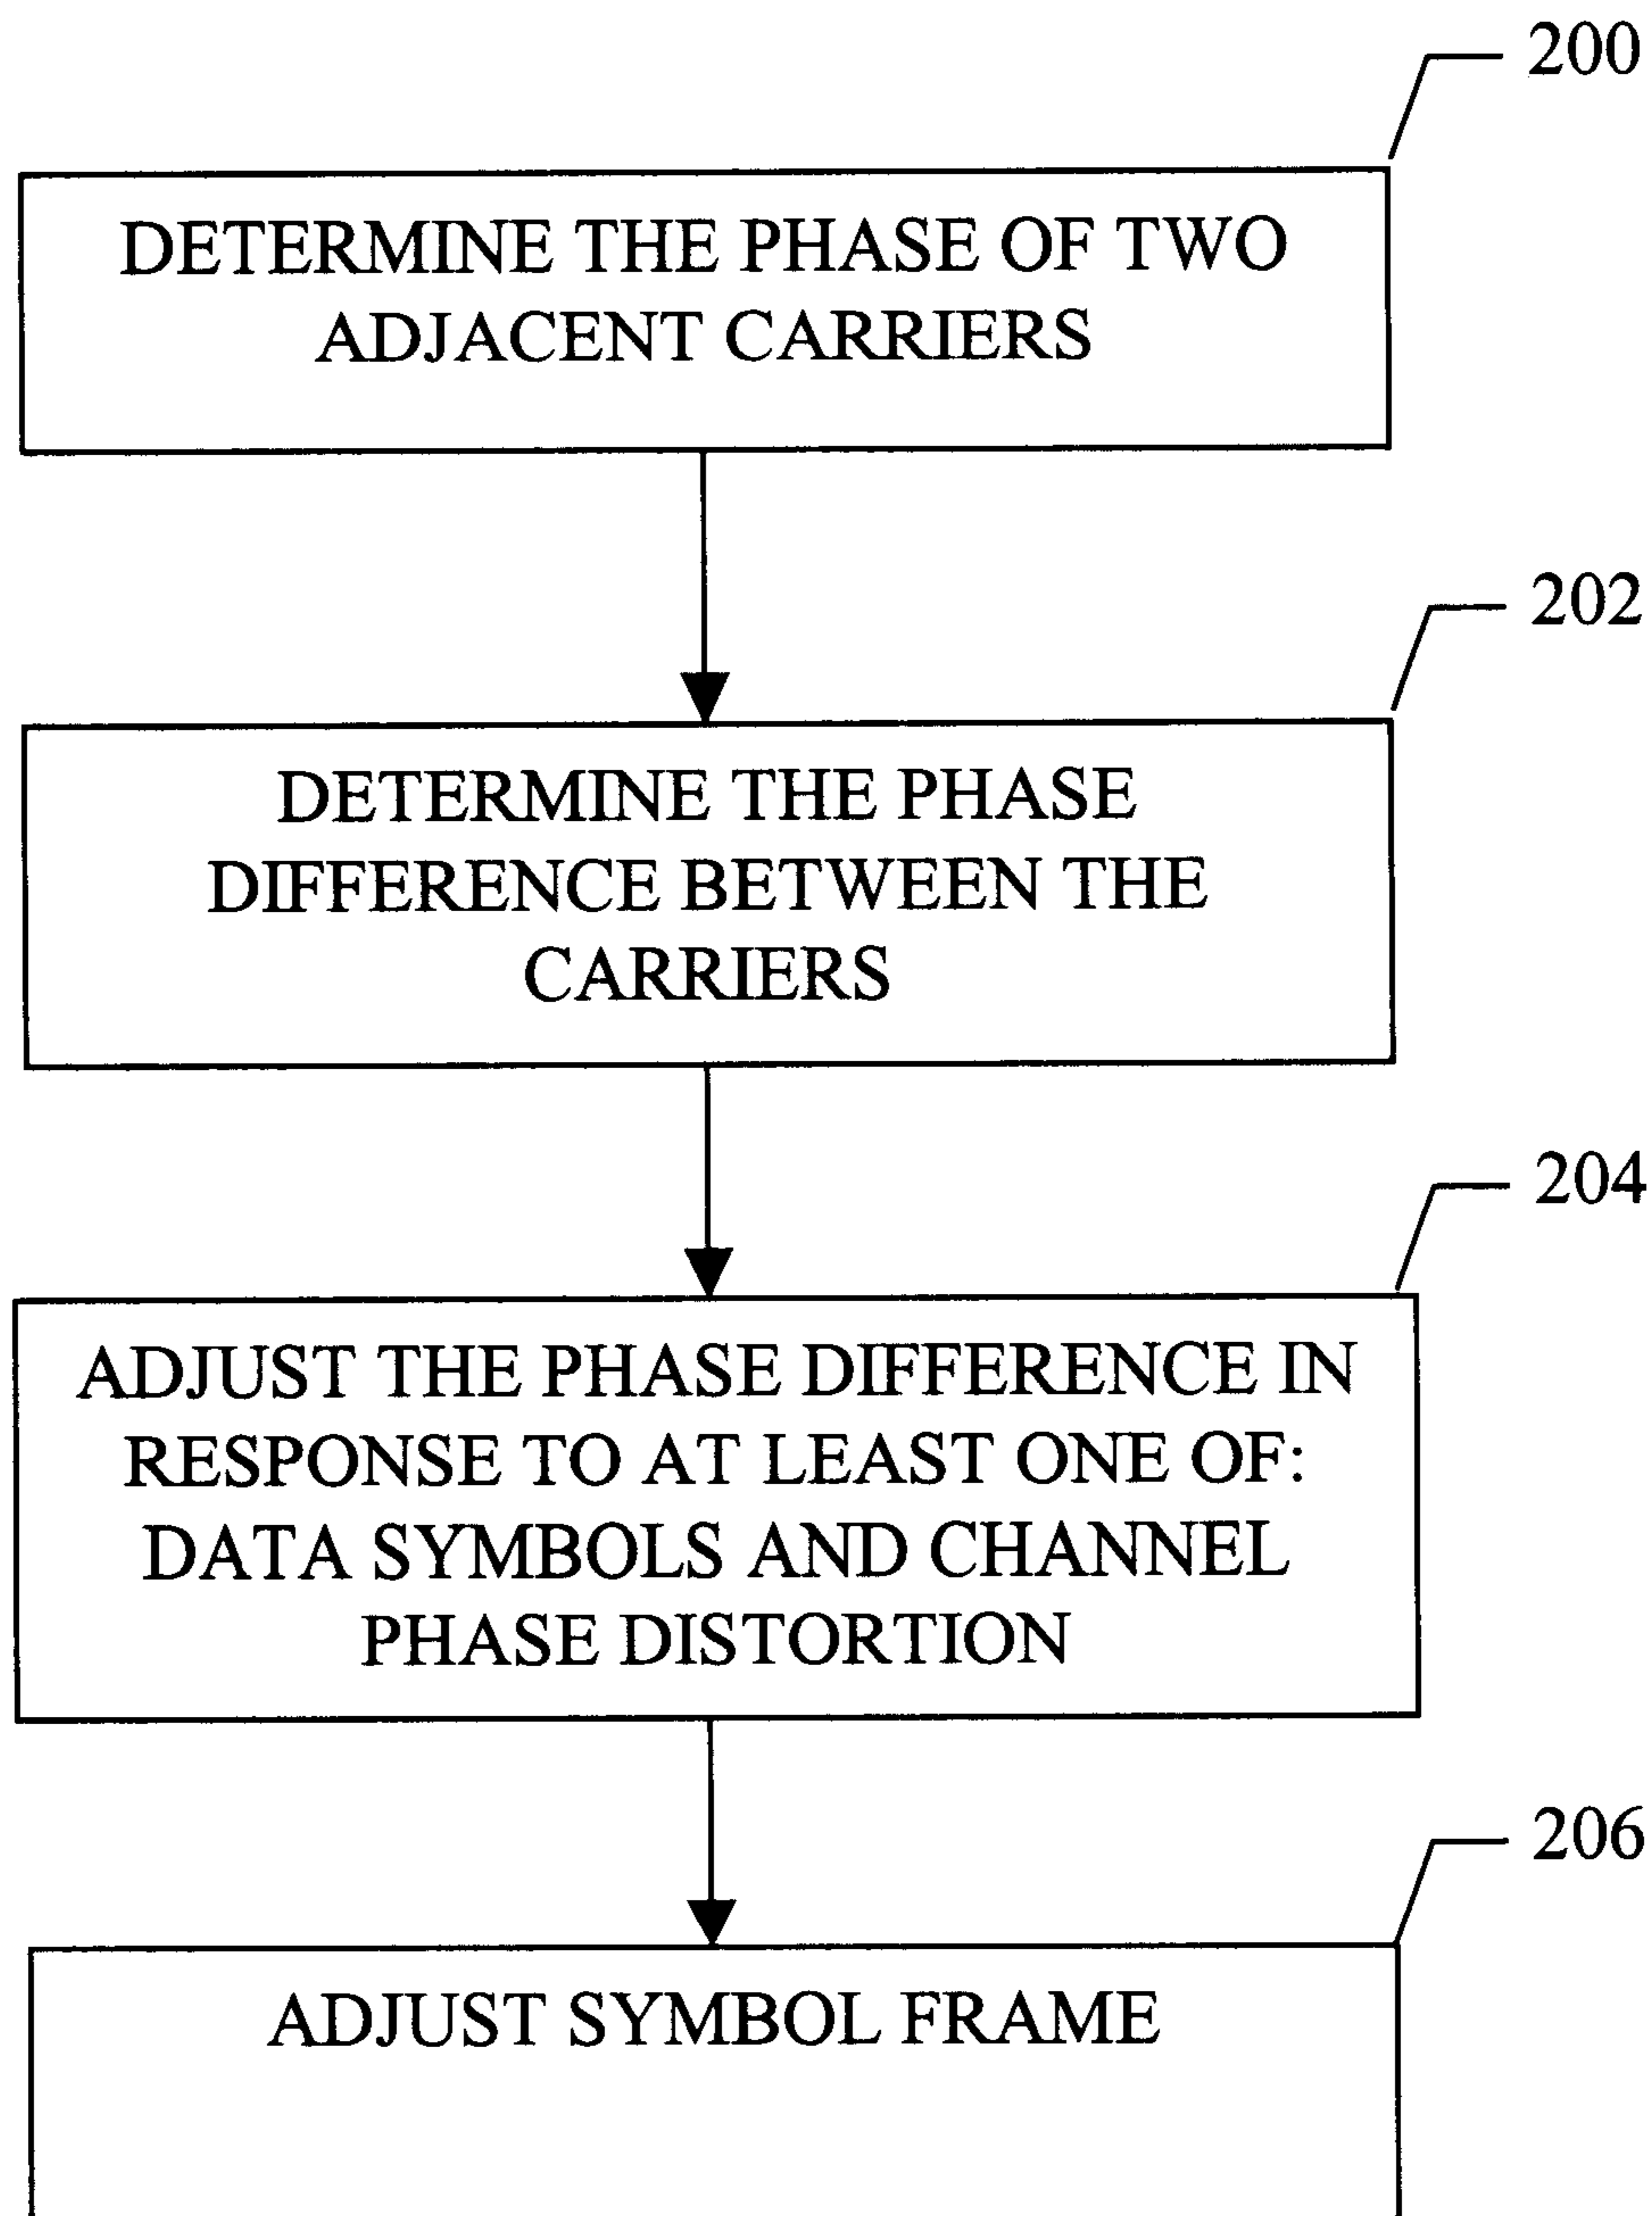 200
DETERMINE THE PHASE OF TWO
ADJACENT CARRIERS
202
DETERMINE THE PHASE
DIFFERENCE BETWEEN THE
CARRIERS
204
ADJUST THE PHASE DIFFERENCE IN
RESPONSE TO AT LEAST ONE OF:
DATA SYMBOLS AND CHANNEL
PHASE DISTORTION
206
ADJUST SYMBOL FRAME